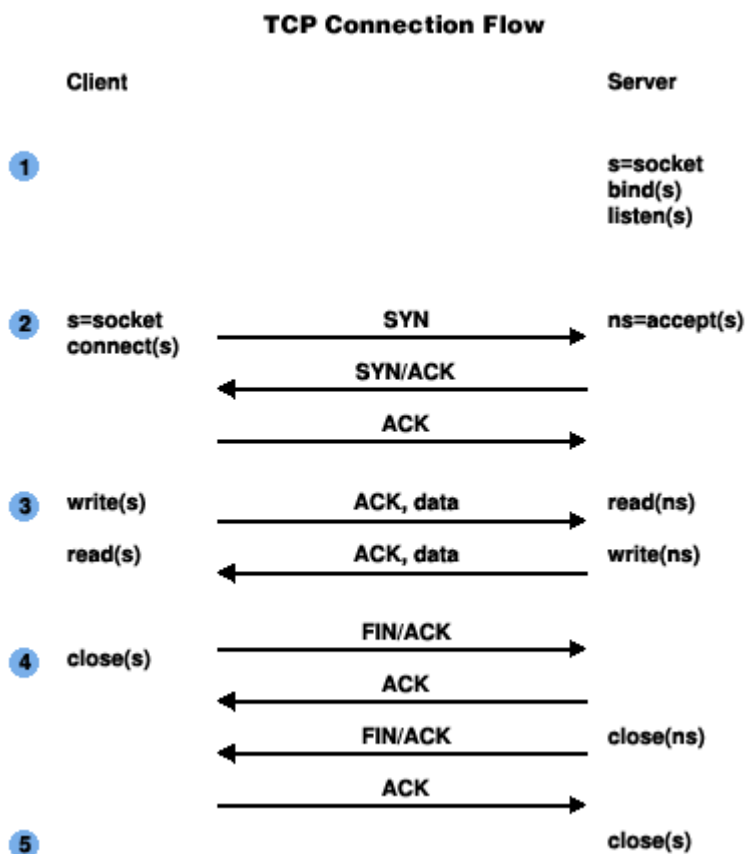 TCP Connection Flow
Client Server
1 s=socket
bind(s)
listen(s)
2 s=socket SYN ns=accept(s)
connect(s)
SYN/ACK
ACK
3 write(s) ACK, data read(ns)
read(s) ACK, data write(ns)
FIN/ACK
4 close(s)
ACK
FIN/ACK close(ns)
ACK
5 close(s)